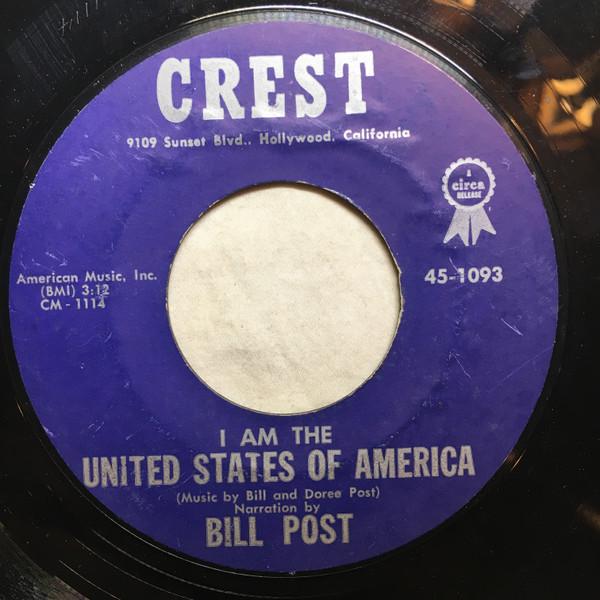 CREST
9109 Sunset Blvd., Hollywood, California
A
circa
RELEASE
American Music, Inc.
(BMI) 3:12
CM - 1114
45-1093
I AM THE
UNITED STATES OF AMERICA
(Music by Bill and Doree Post)
Narration by
BILL POST